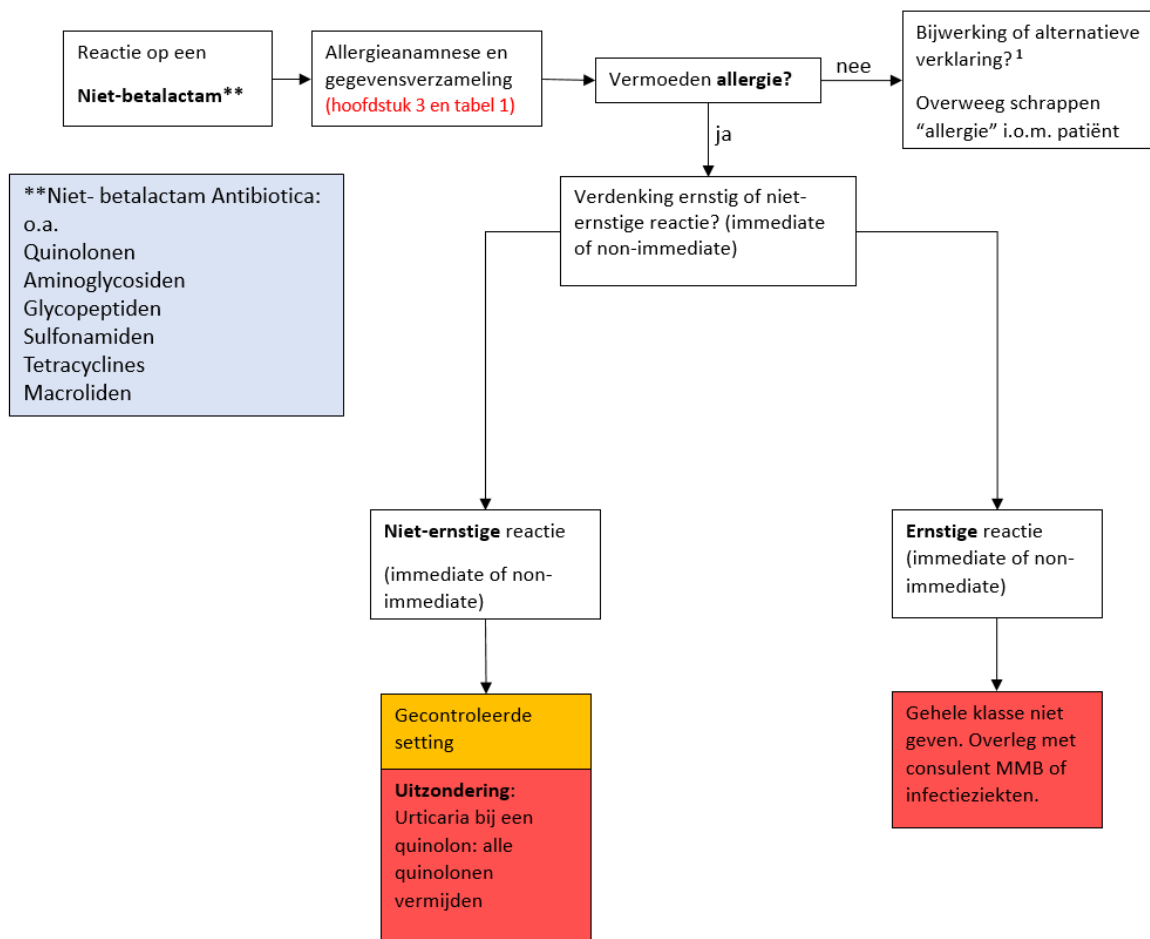 Reactie op een
Niet-betalactam**
Allergieanamnese en
gegevensverzameling
(hoofdstuk 3 en tabel 1)
Vermoeden allergie?
nee
Bijwerking of alternatieve
verklaring? 1
Overweeg schrappen
“allergie” i.o.m. patiënt
ja
**Niet- betalactam Antibiotica:
o.a.
Quinolonen
Aminoglycosiden
Glycopeptiden
Sulfonamiden
Tetracyclines
Macroliden
Verdenking ernstig of niet-
ernstige reactie? (immediate
of non-immediate)
Niet-ernstige reactie
(immediate of non-
immediate)
Ernstige reactie
(immediate of non-
immediate)
Gecontroleerde
setting
Uitzondering:
Urticaria bij een
quinolon: alle
quinolonen
vermijden
Gehele klasse niet
geven. Overleg met
consulent MMB of
infectieziekten.